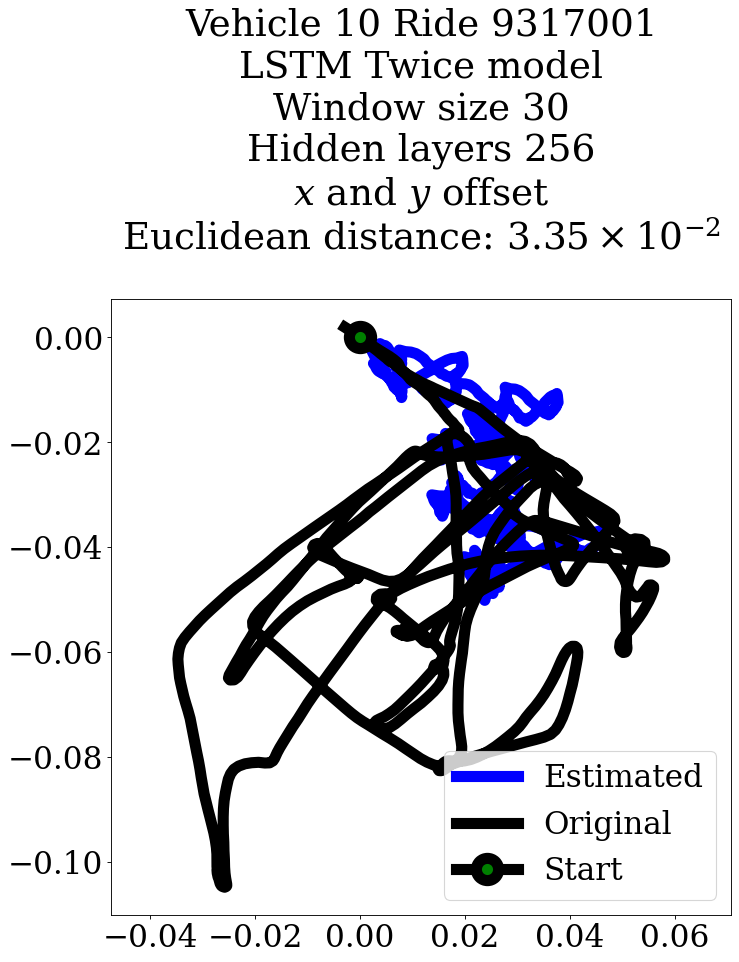 Vehicle 10 Ride 9317001
LSTM Twice model
Window size 30
Hidden layers 256
x and y offset
Euclidean distance: 3.35 × 10⁻²
0.00
−0.02
−0.04
−0.06
−0.08
−0.10
Estimated
Original
Start
−0.04 −0.02 0.00 0.02 0.04 0.06